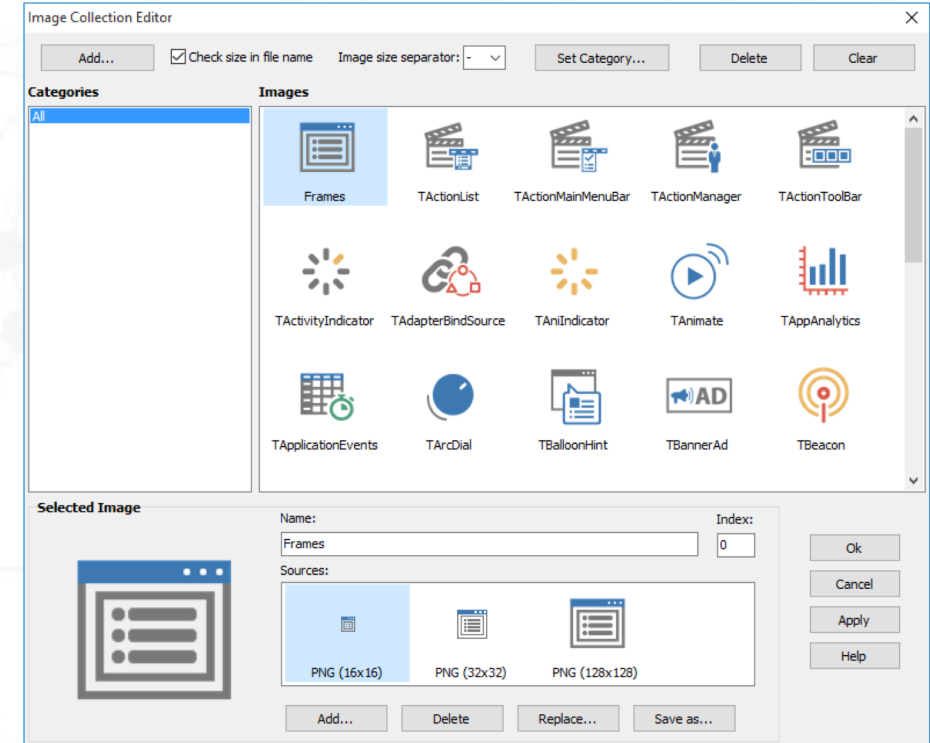 Image Collection Editor
Add... Check size in file name Image size separator: - Set Category... Delete Clear
Categories Images
All
Frames TActionList TActionMainMenuBar TActionManager TActionToolBar
TActivityIndicator TAdapterBindSource TAniIndicator TAnimate TAppAnalytics
AD
TApplicationEvents TArcDial TBalloonHint TBannerAd TBeacon
Selected Image
Name: Index:
Frames 0
Ok
Sources:
Cancel
Apply
Help
PNG (16x16) PNG (32x32) PNG (128x128)
Add... Delete Replace... Save as...